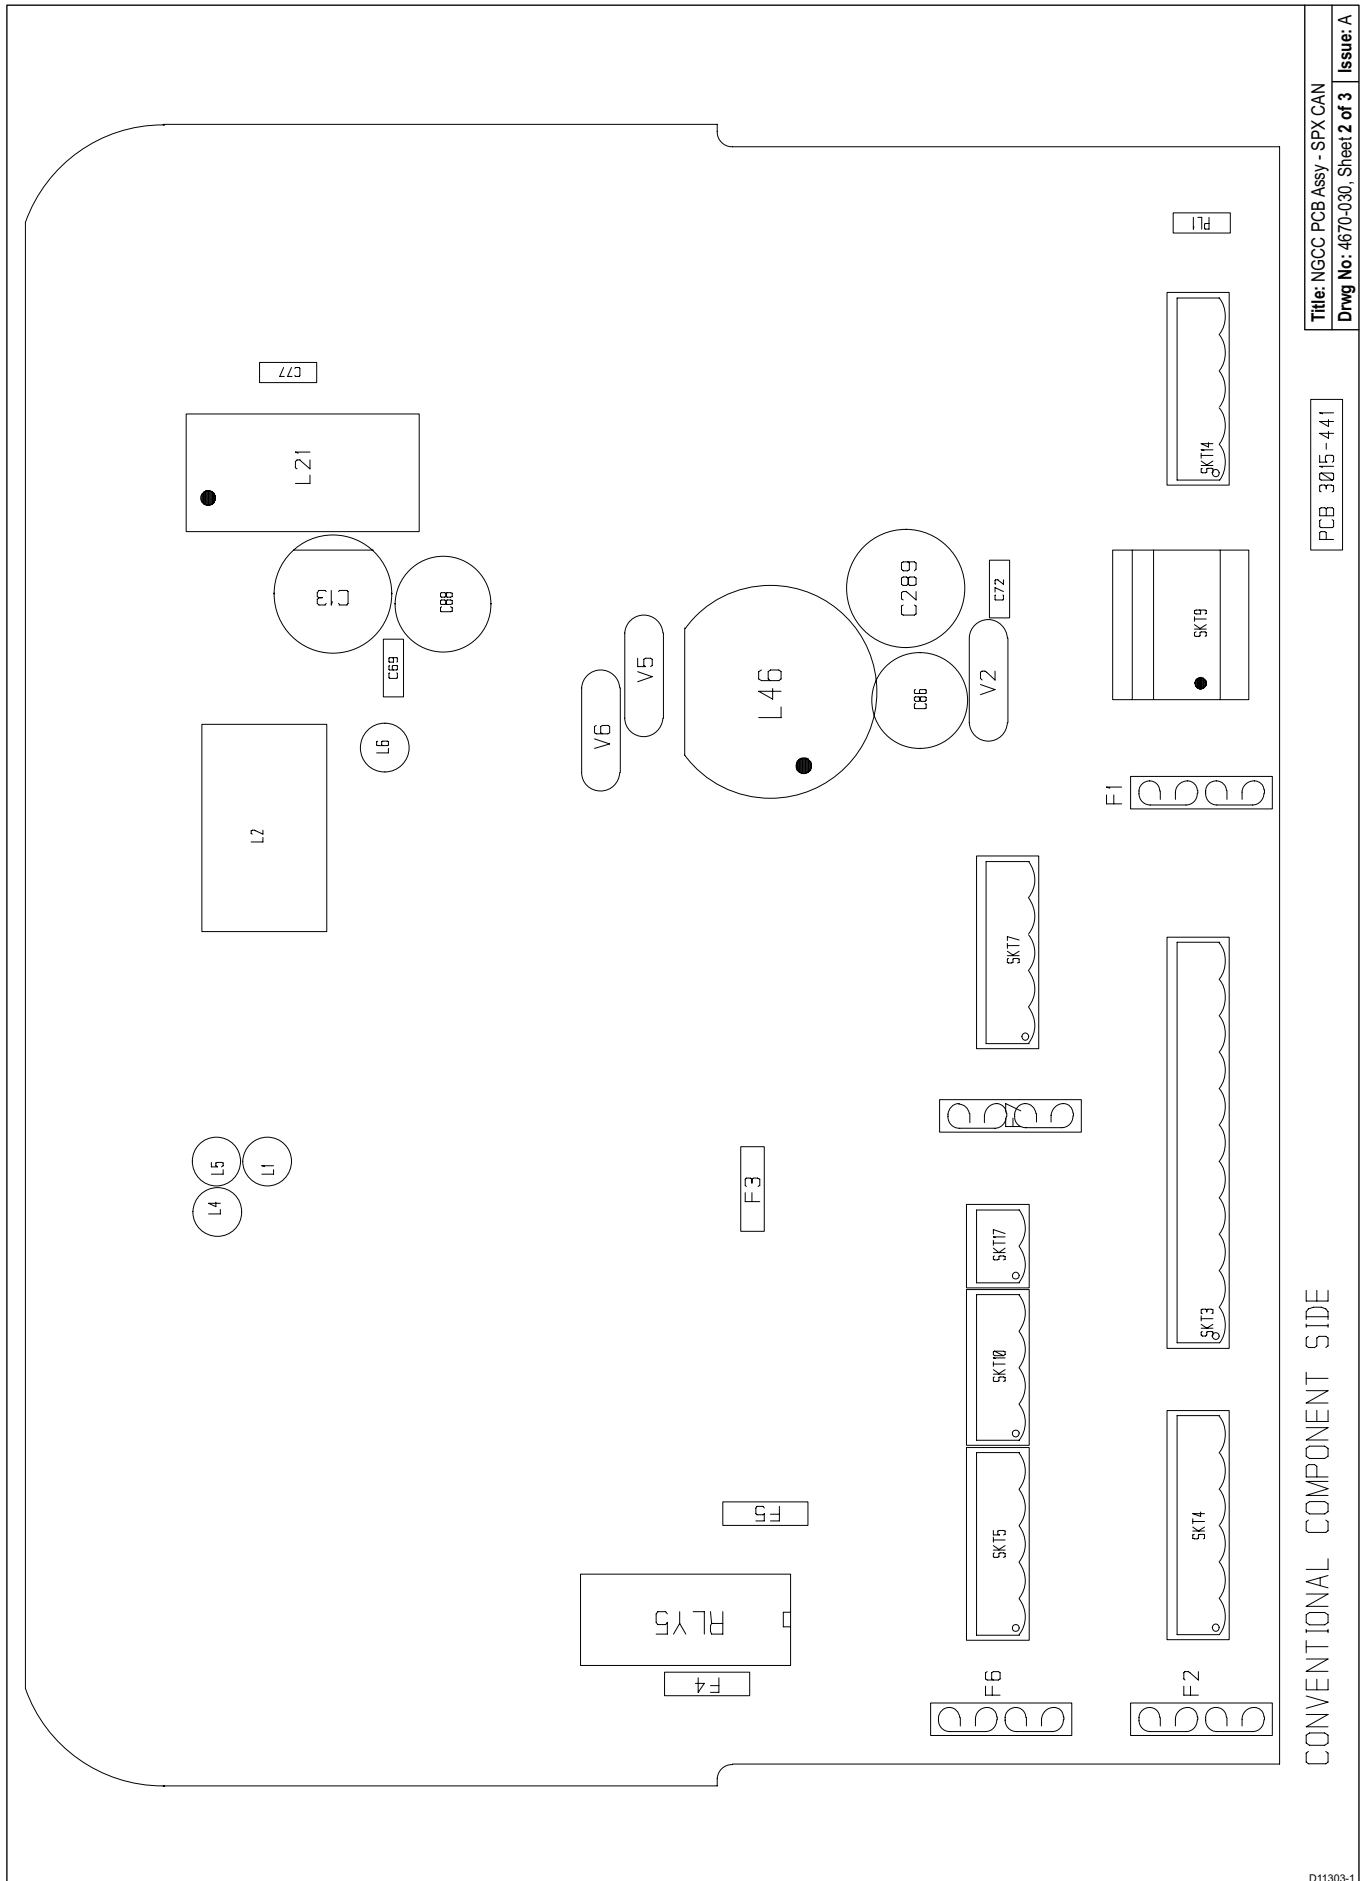 Title: NGCC PCB Assy - SPX CAN
Drwg No: 4670-030, Sheet 2 of 3 Issue: A
PL1
C77
L21
SKT14
PCB 3015-441
C13
C88
C289
C72
SKT9
C69
V5
V6
L46
C86
V2
L6
L2
F1
SKT7
F7
L5
L1
L4
F3
SKT17
SKT10
SKT3
SKT5
SKT4
F5
RLY5
F4
F6
F2
CONVENTIONAL COMPONENT SIDE
D11303-1